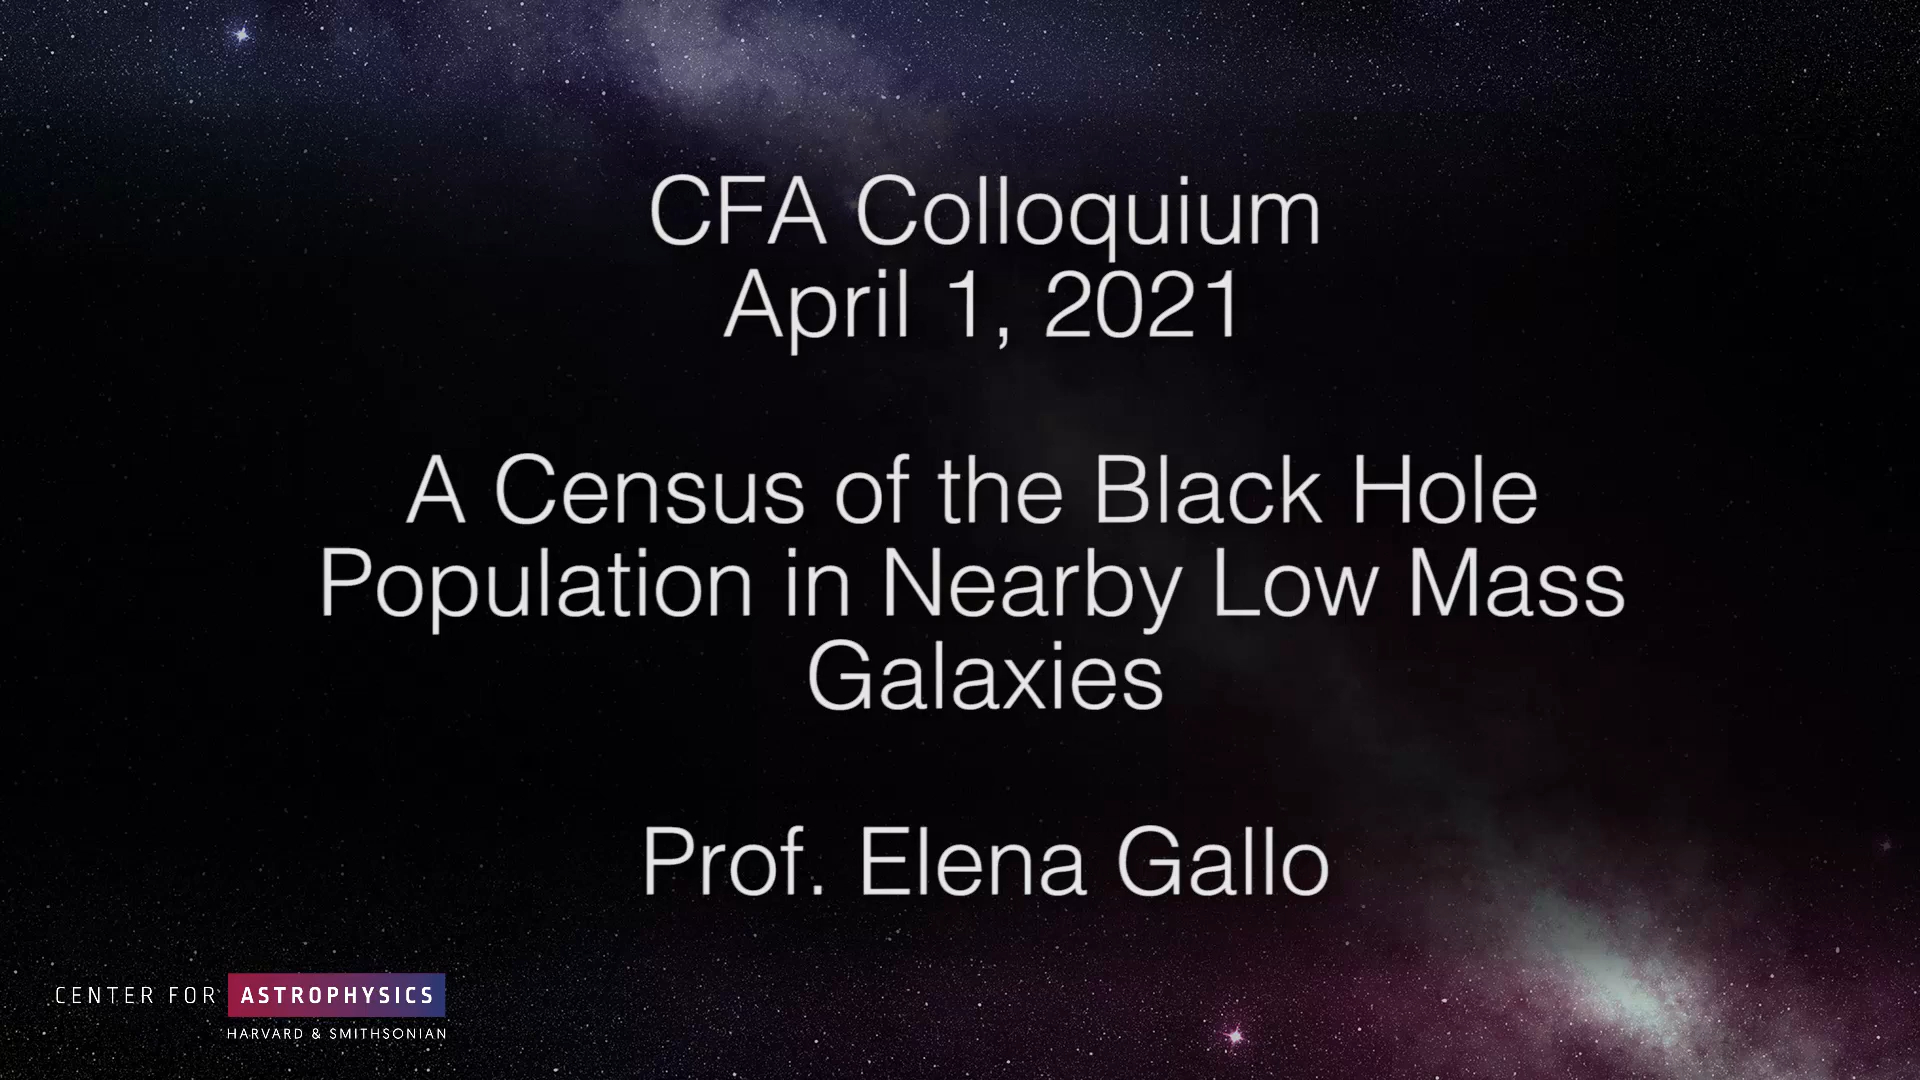 CFA Colloquium
April 1, 2021
A Census of the Black Hole
Population in Nearby Low Mass
Galaxies
Prof. Elena Gallo
CENTER FOR ASTROPHYSICS
HARVARD & SMITHSONIAN